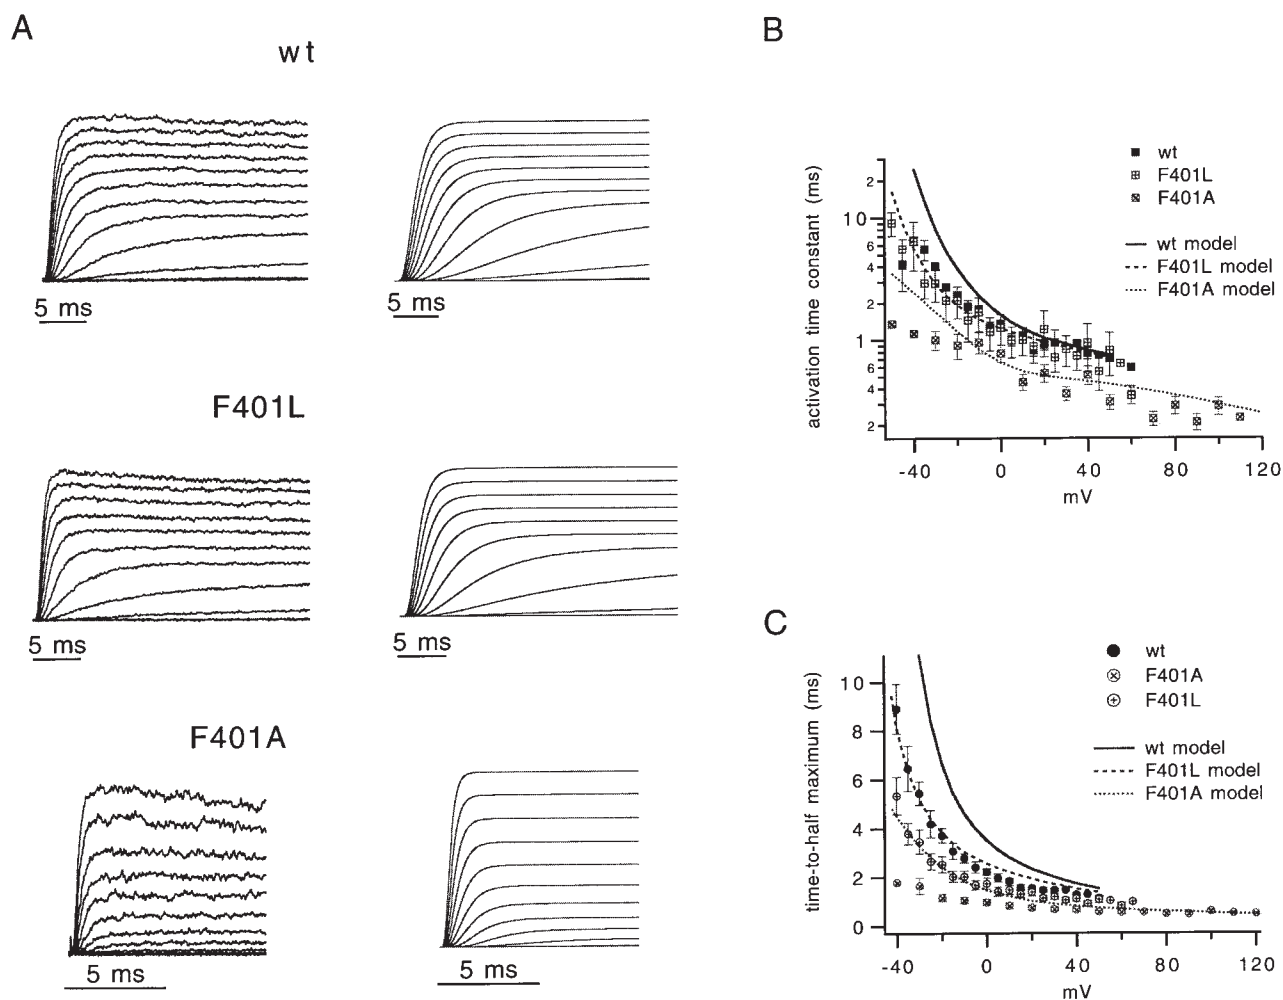 A
wt
5 ms
5 ms
F401L
5 ms
5 ms
F401A
5 ms
5 ms
B
activation time constant (ms)
2
10
6
4
2
1
6
4
2
-40
0
40
80
120
mV
wt
F401L
F401A
wt model
F401L model
F401A model
C
time-to-half maximum (ms)
10
8
6
4
2
0
-40
0
40
80
120
mV
wt
F401A
F401L
wt model
F401L model
F401A model